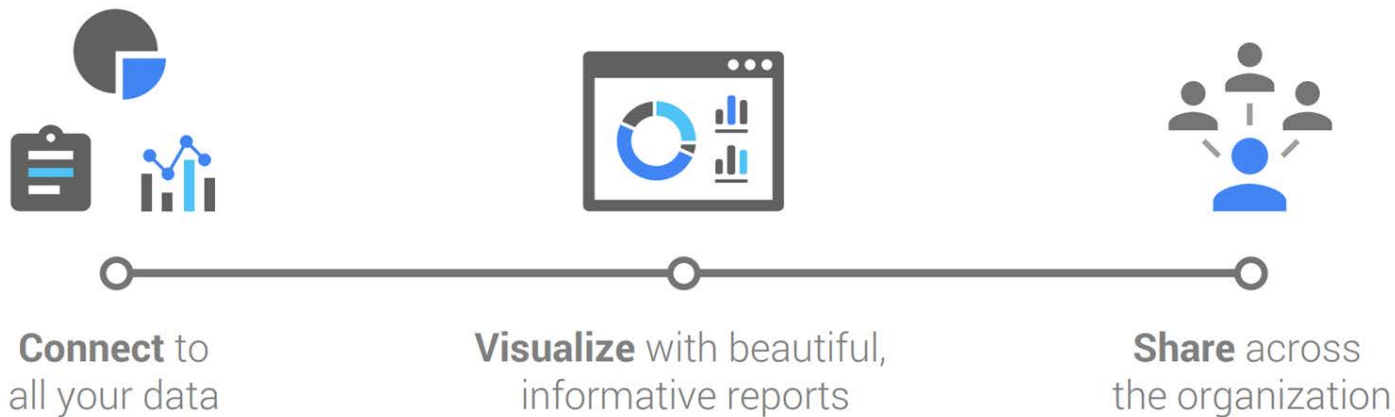 Connect to
all your data
Visualize with beautiful,
informative reports
Share across
the organization